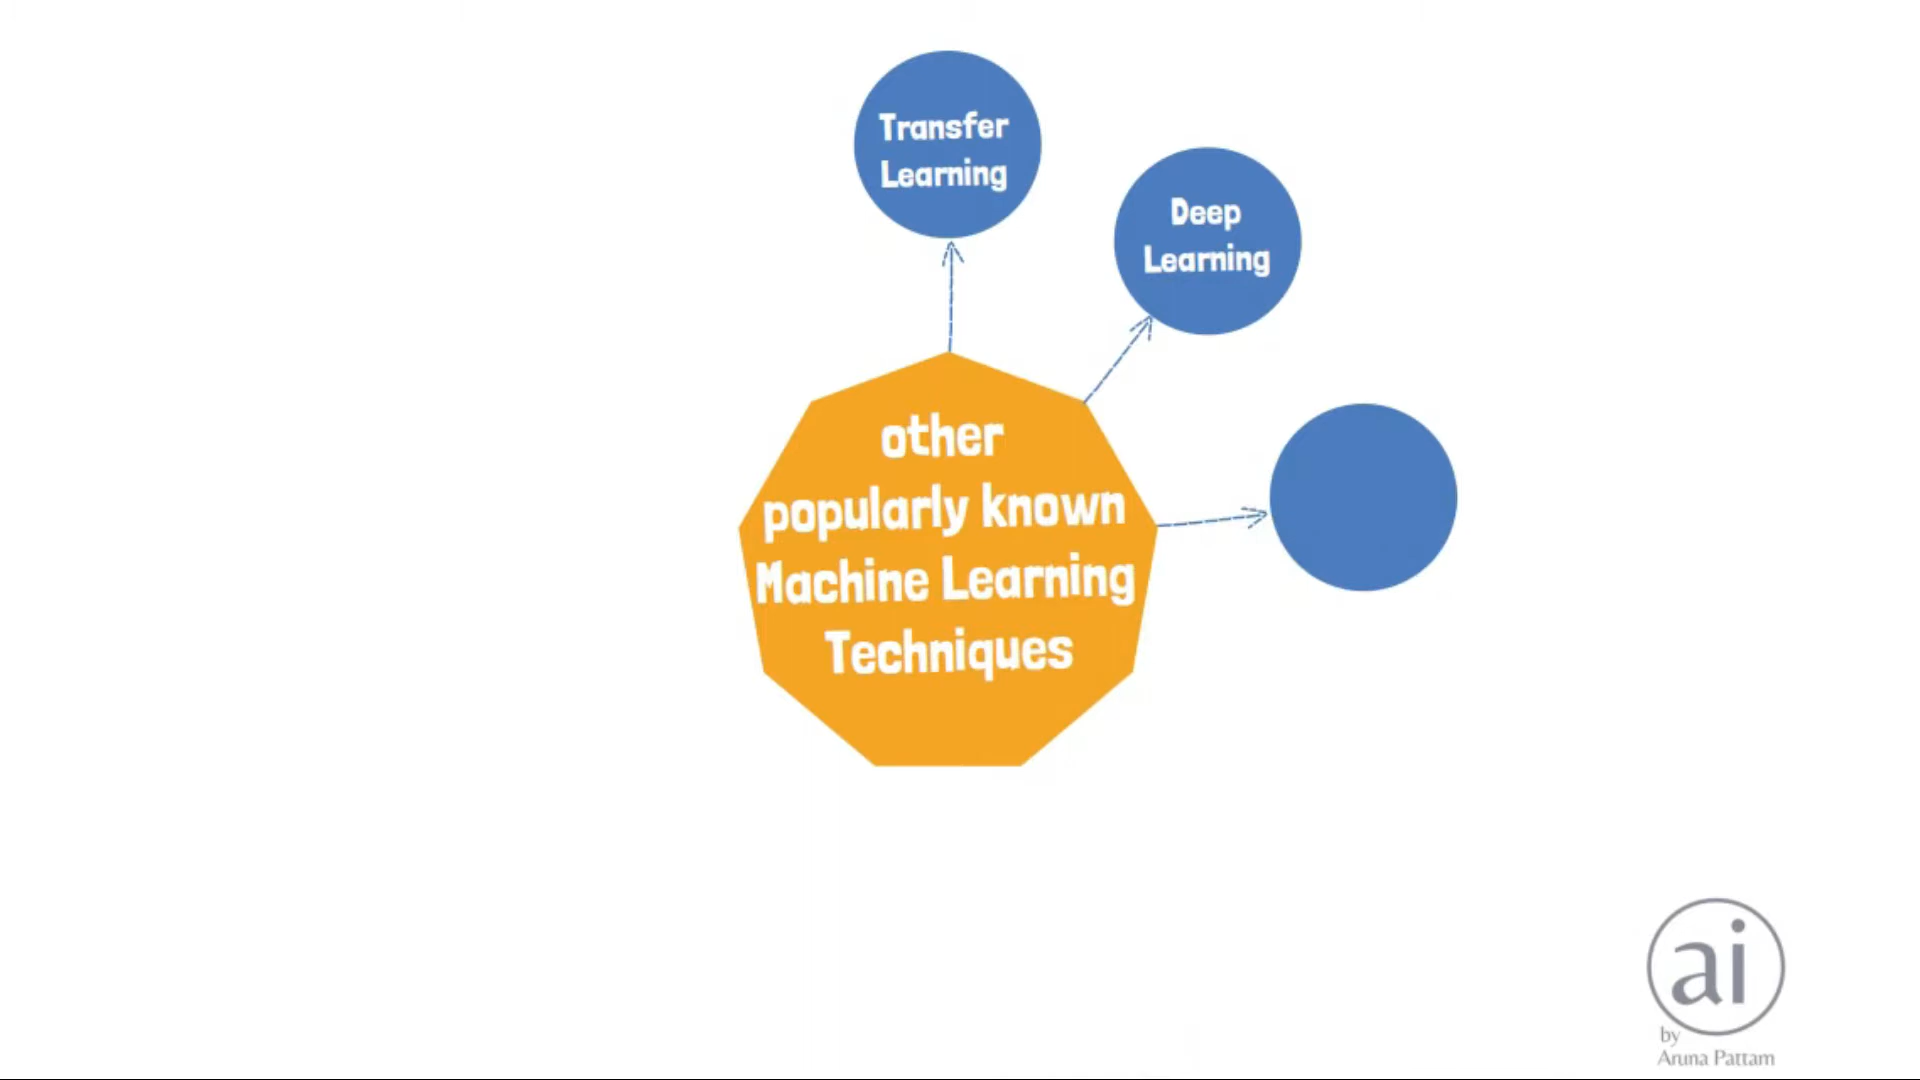 Transfer
Learning
Deep
Learning
other
popularly known
Machine Learning
Techniques
ai
by
Aruna Pattam